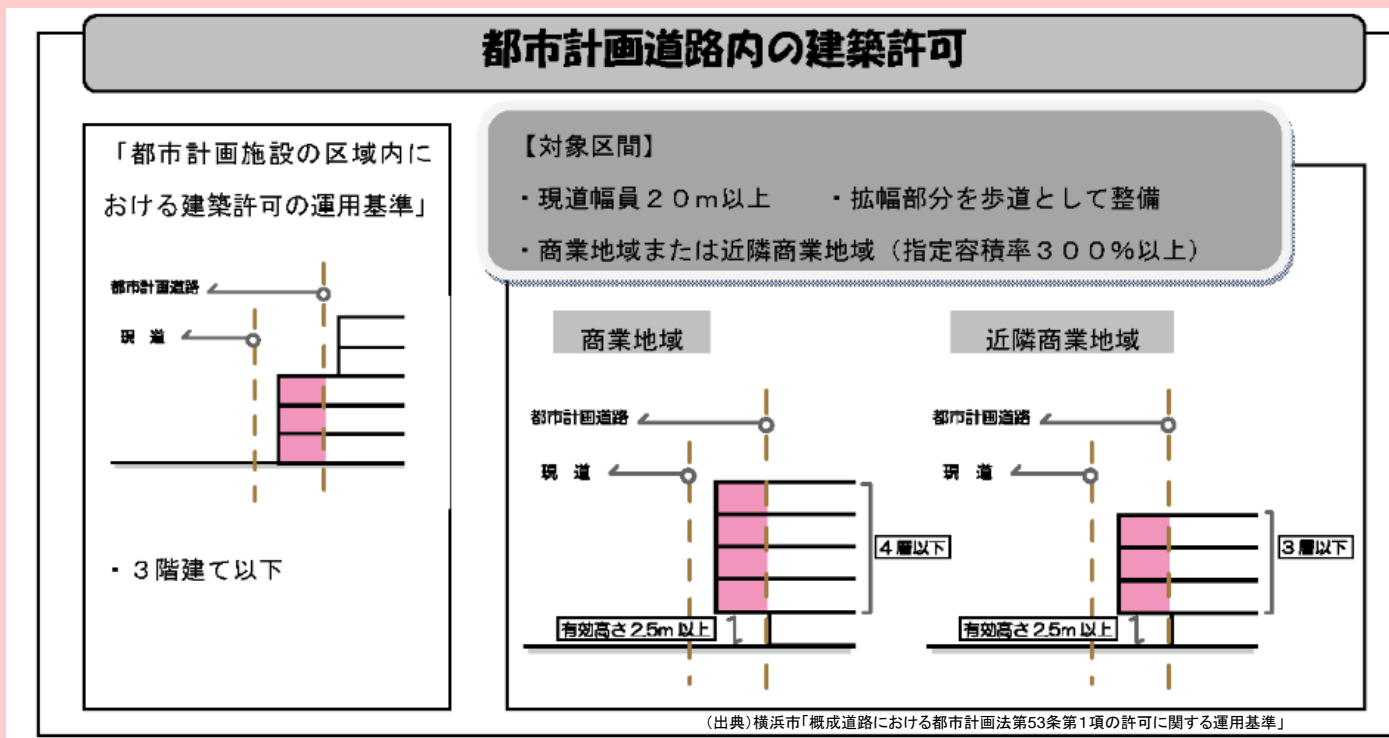 都市計画道路内の建築許可
「都市計画施設の区域内に
おける建築許可の運用基準」
都市計画道路
現 道
・３階建て以下
【対象区間】
・現道幅員２０ｍ以上　・拡幅部分を歩道として整備
・商業地域または近隣商業地域（指定容積率３００％以上）
商業地域
都市計画道路
現 道
4層以下
有効高さ2.5m以上
近隣商業地域
都市計画道路
現 道
3層以下
有効高さ2.5m以上
（出典）横浜市「概成道路における都市計画法第53条第1項の許可に関する運用基準」